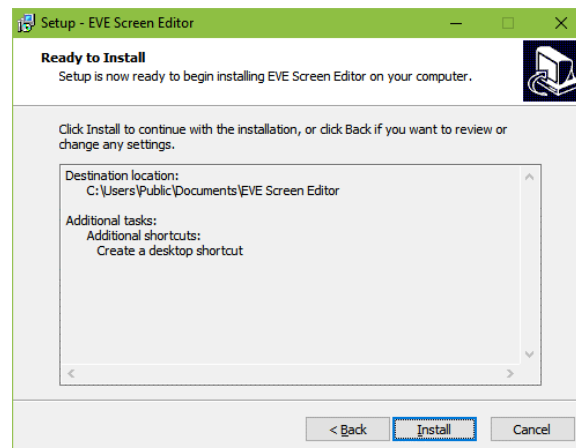 Setup - EVE Screen Editor
Ready to Install
Setup is now ready to begin installing EVE Screen Editor on your computer.
Click Install to continue with the installation, or click Back if you want to review or
change any settings.
Destination location:
C:\Users\Public\Documents\EVE Screen Editor
Additional tasks:
Additional shortcuts:
Create a desktop shortcut
< Back
Install
Cancel